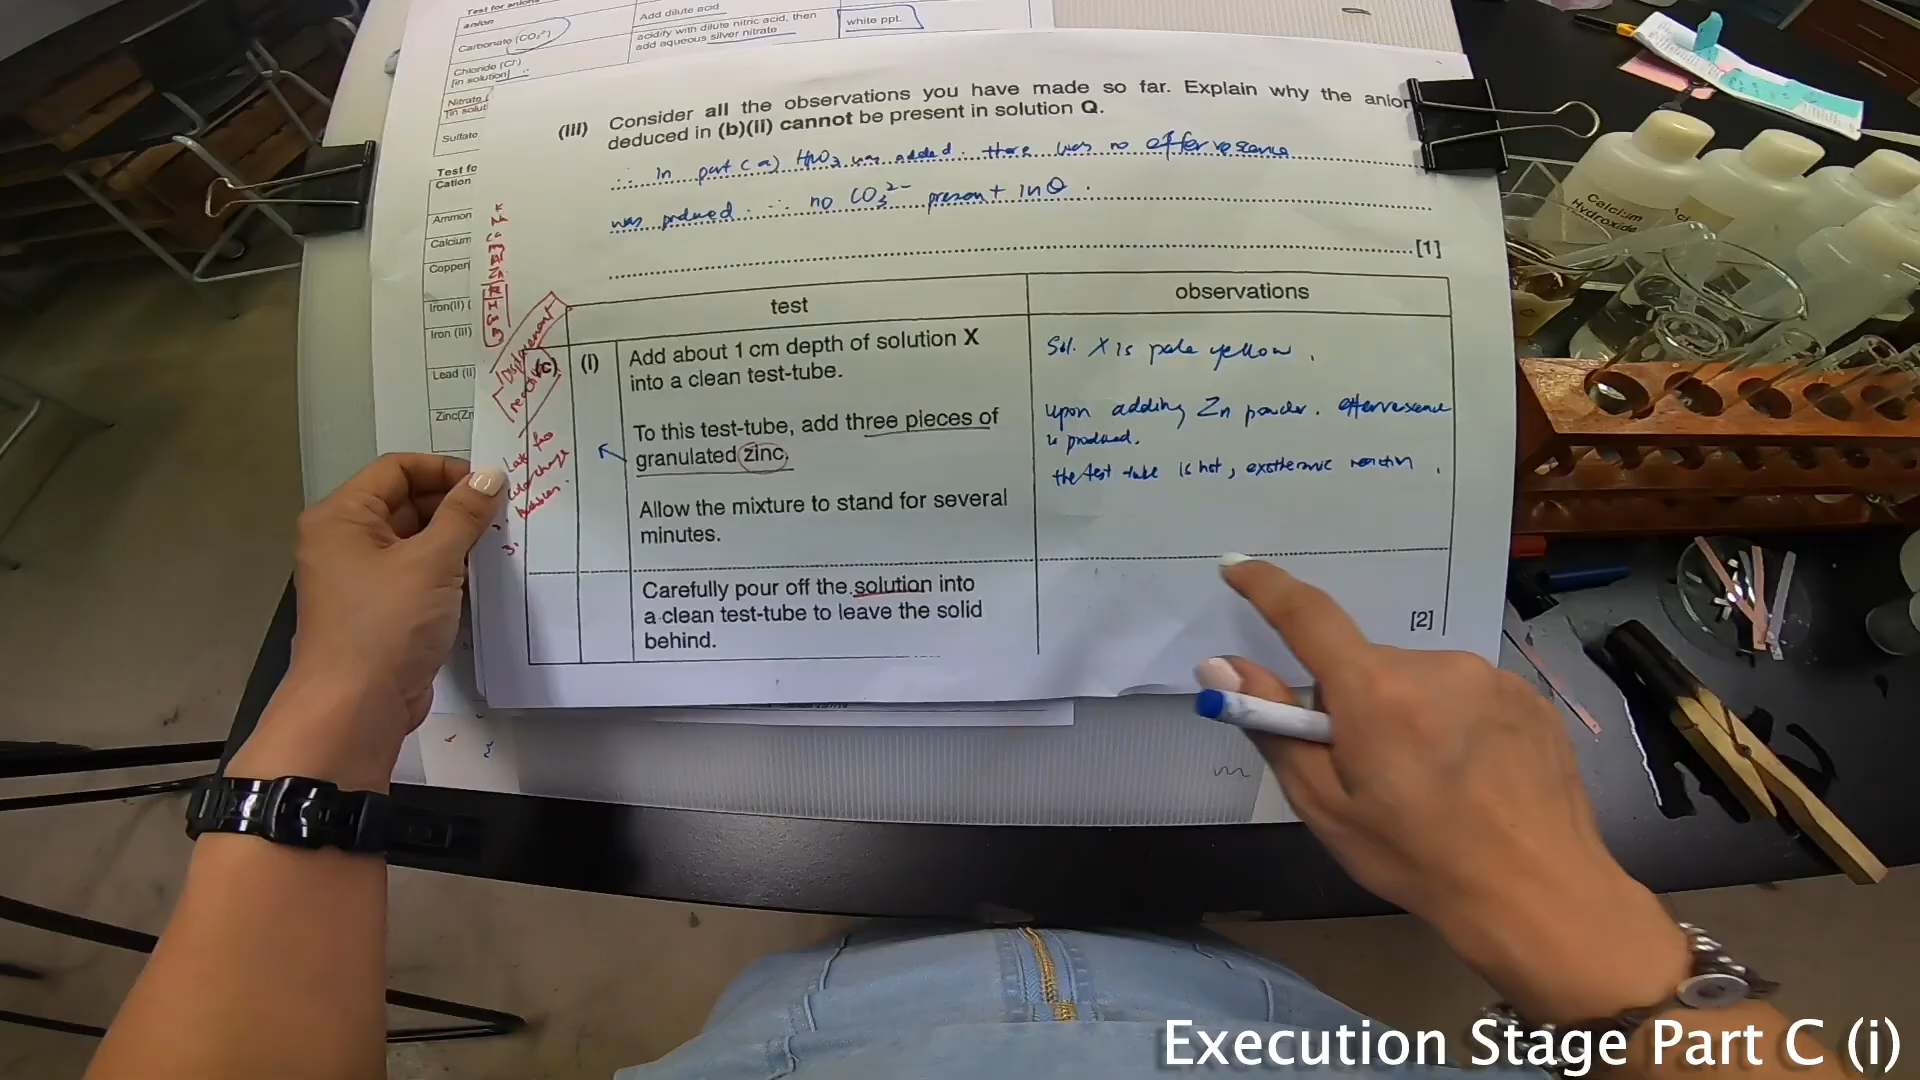 Test for anions
anion
Add dilute acid
Carbonate (CO₃²⁻)
acidify with dilute nitric acid, then
add aqueous silver nitrate
white ppt.
Chloride (Cl⁻)
[in solution]
Nitrate
Sulfate
Cation
Ammon
Calcium
Copper
Iron(II) (
Iron (III)
Lead (II)
Zinc(Zn
(iii) Consider all the observations you have made so far. Explain why the anion
deduced in (b)(ii) cannot be present in solution Q.
∴ In part (a) HNO₃ was added. there was no effervescence
was produced. ∴ no CO₃²⁻ present in Q.
[1]
test
observations
Displacement
reaction
(c)
(i)
Add about 1 cm depth of solution X
into a clean test-tube.
Sol. X is pale yellow.
To this test-tube, add three pieces of
granulated zinc.
upon adding Zn powder. effervescence
is produced.
the test tube is hot, exothermic reaction.
Allow the mixture to stand for several
minutes.
Carefully pour off the solution into
a clean test-tube to leave the solid
behind.
[2]
Calcium
Hydroxide
Execution Stage Part C (i)